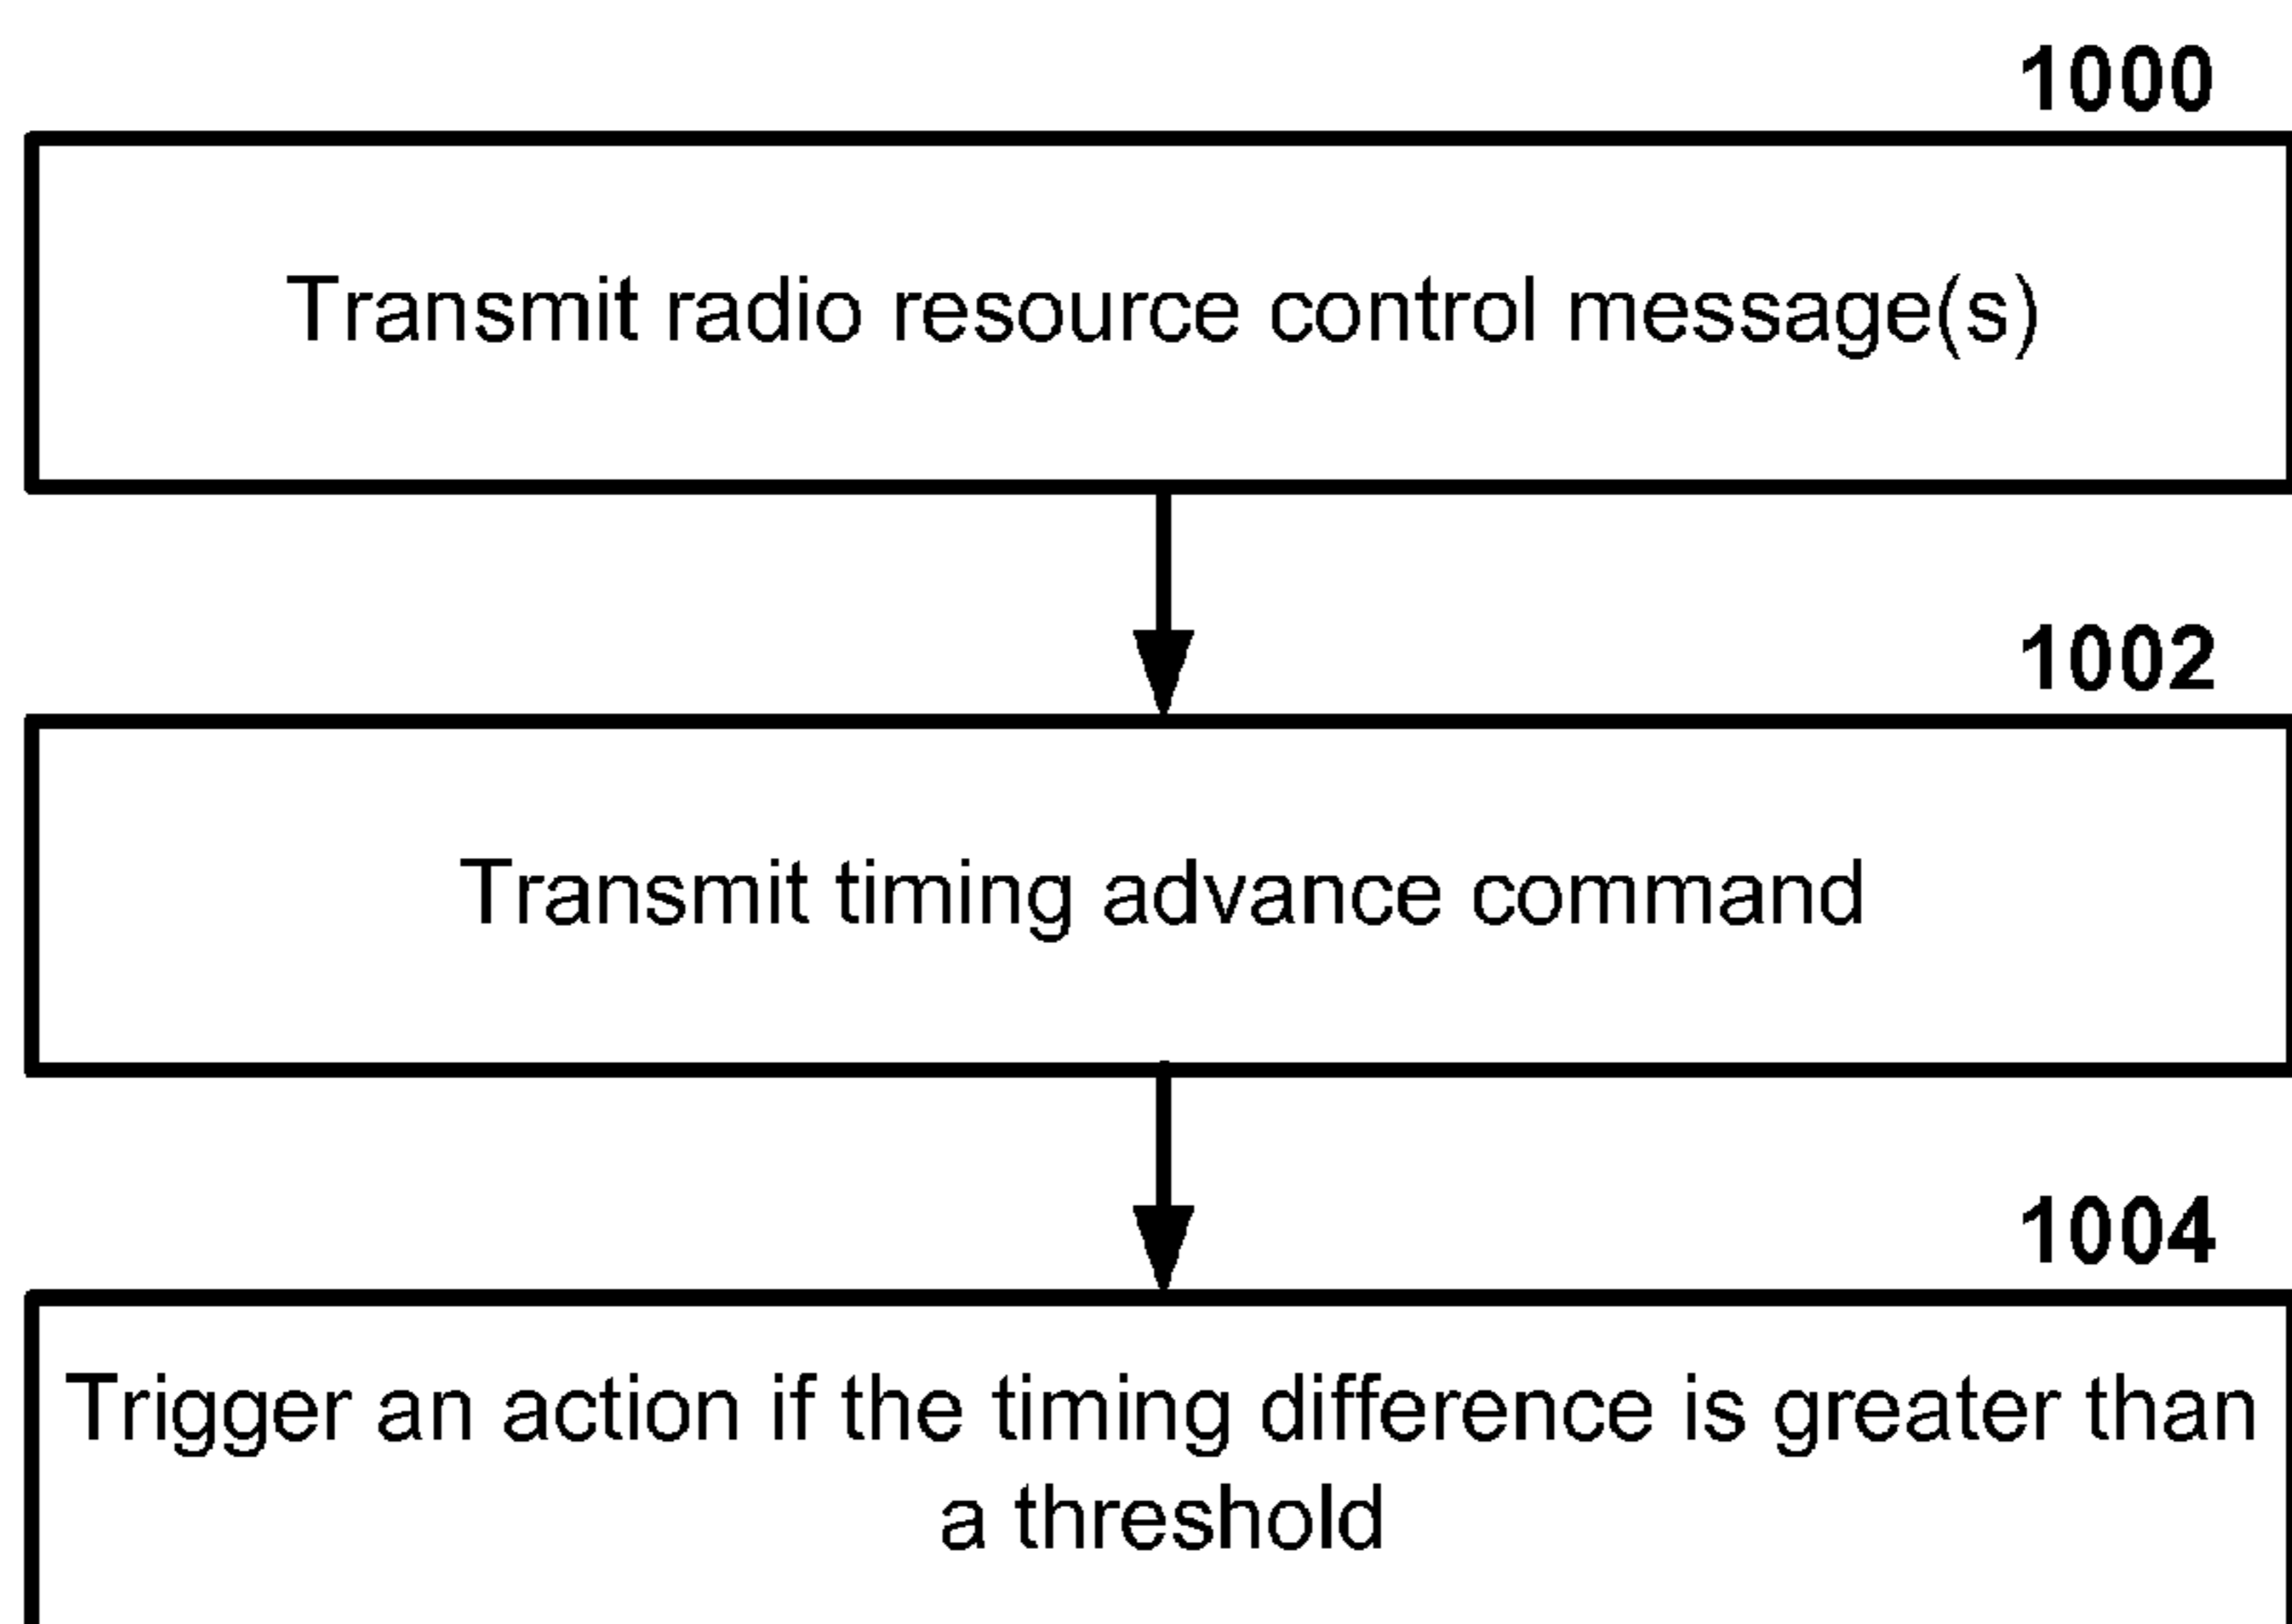 1000
Transmit radio resource control message(s)
1002
Transmit timing advance command
1004
Trigger an action if the timing difference is greater than
a threshold